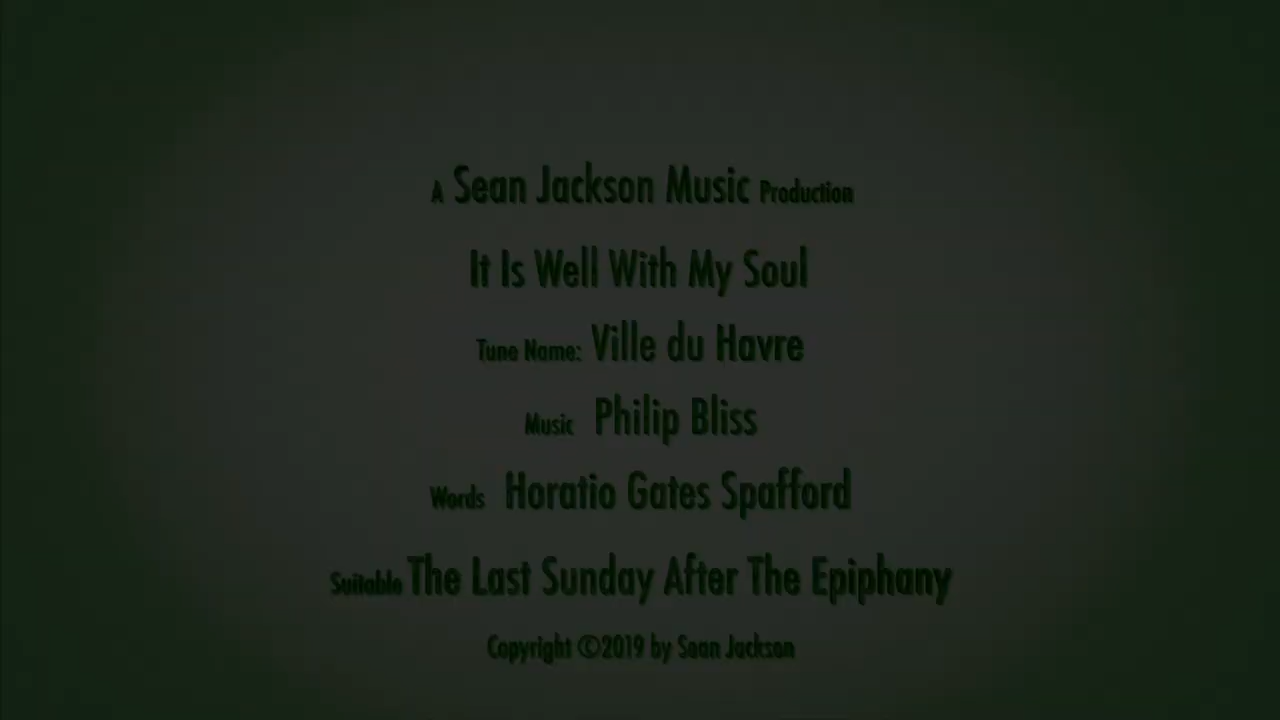 A Sean Jackson Music Production
It Is Well With My Soul
Tune Name: Ville du Havre
Music Philip Bliss
Words Horatio Gates Spafford
Suitable The Last Sunday After The Epiphany
Copyright ©2019 by Sean Jackson